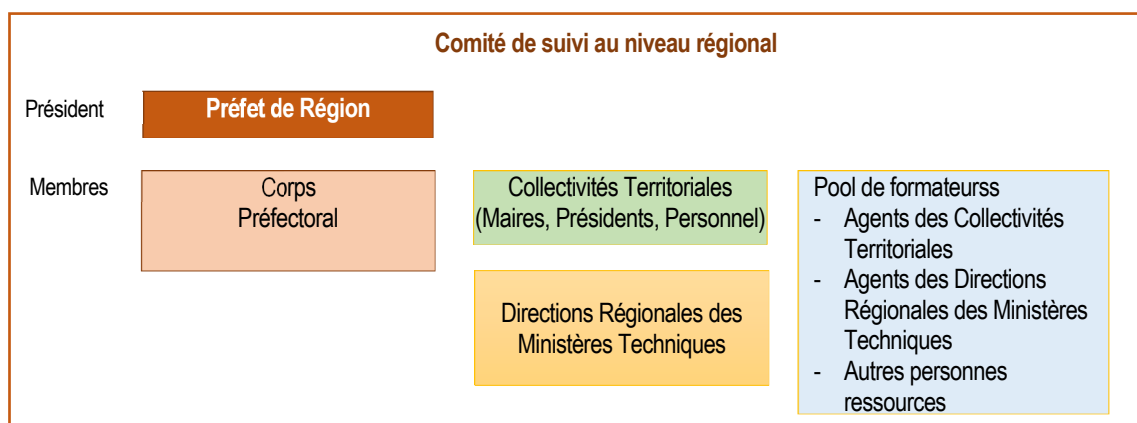 Comité de suivi au niveau régional
Président
Préfet de Région
Membres
Corps
Préfectoral
Collectivités Territoriales
(Maires, Présidents, Personnel)
Directions Régionales des
Ministères Techniques
Pool de formateurss
- Agents des Collectivités
Territoriales
- Agents des Directions
Régionales des Ministères
Techniques
- Autres personnes
ressources